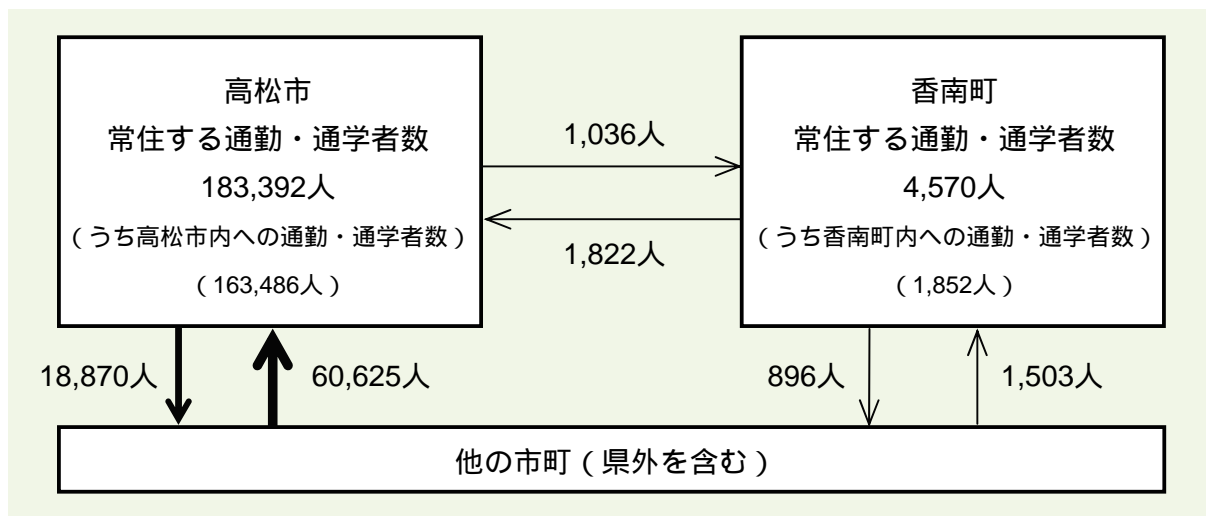 高松市
常住する通勤・通学者数
183,392人
(うち高松市内への通勤・通学者数)
(163,486人)
1,036人
1,822人
香南町
常住する通勤・通学者数
4,570人
(うち香南町内への通勤・通学者数)
(1,852人)
18,870人
60,625人
896人
1,503人
他の市町(県外を含む)